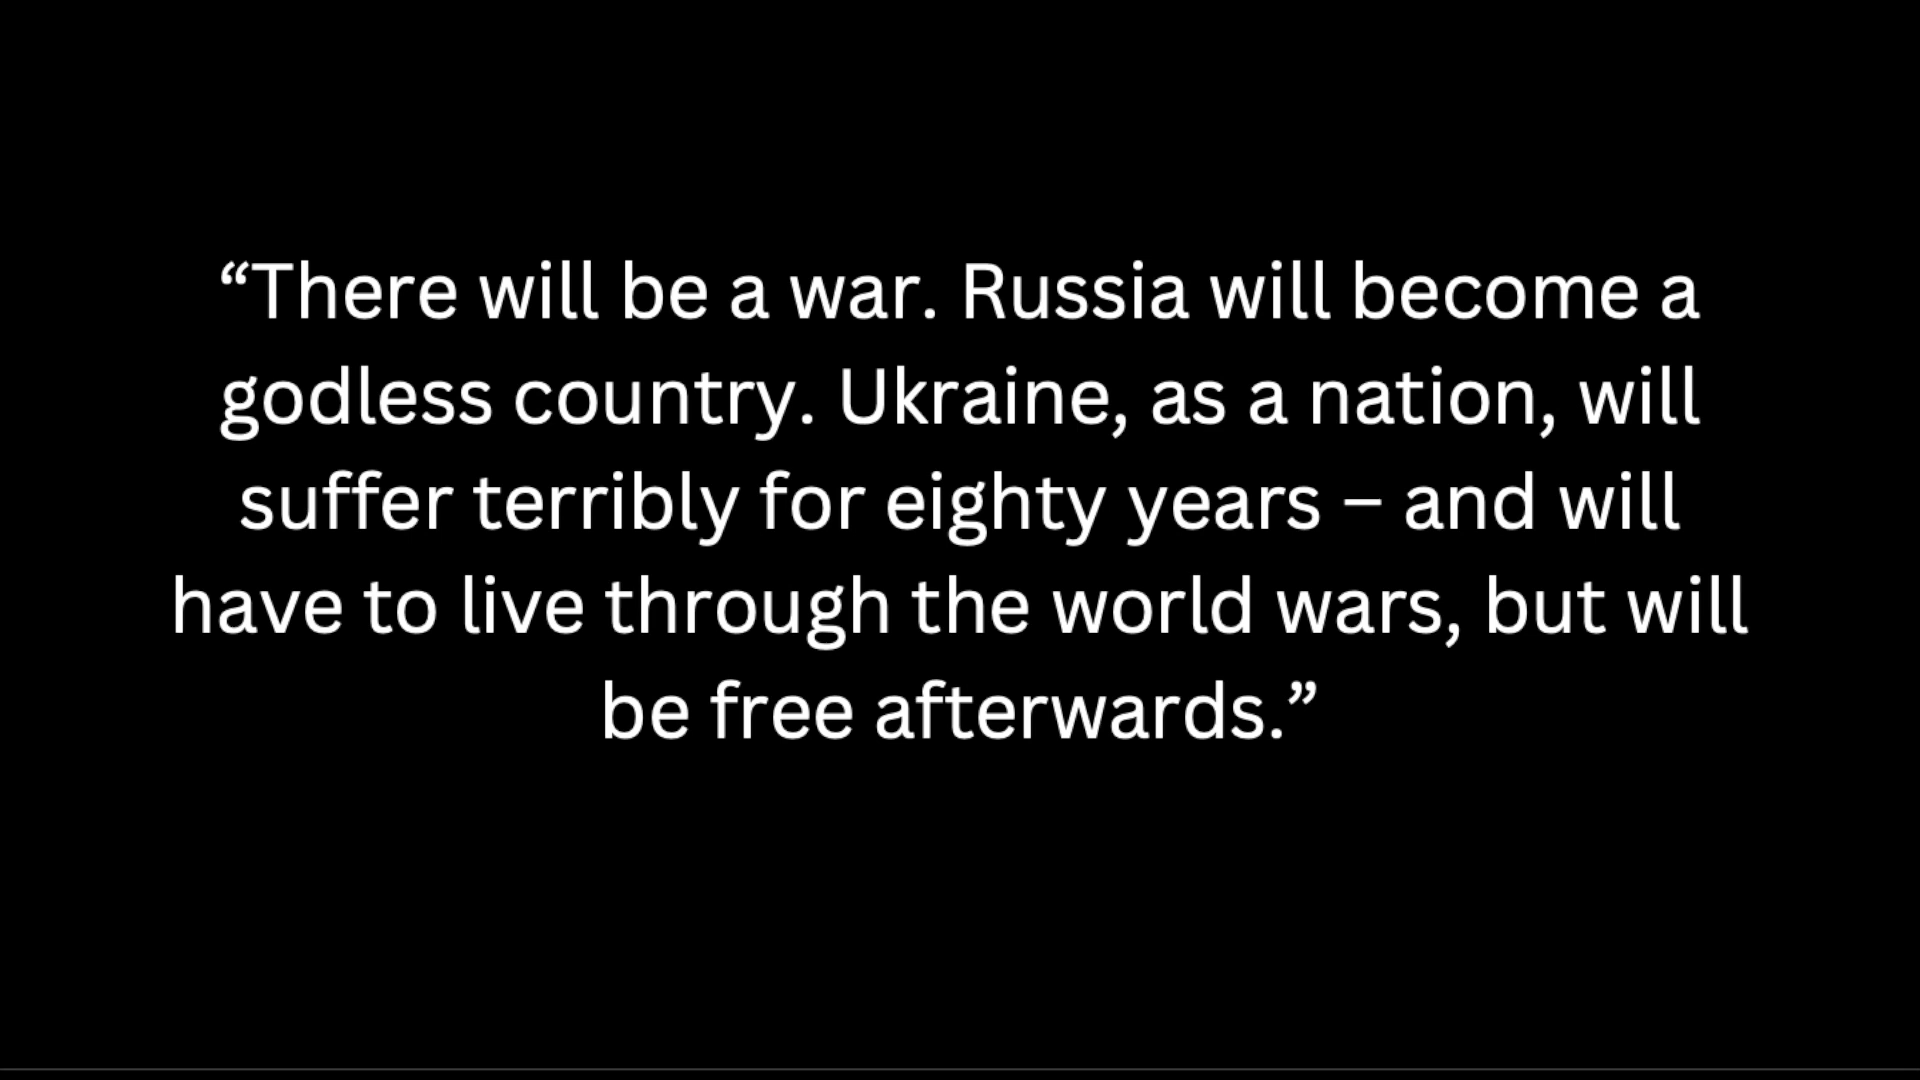 “There will be a war. Russia will become a
godless country. Ukraine, as a nation, will
suffer terribly for eighty years – and will
have to live through the world wars, but will
be free afterwards.”